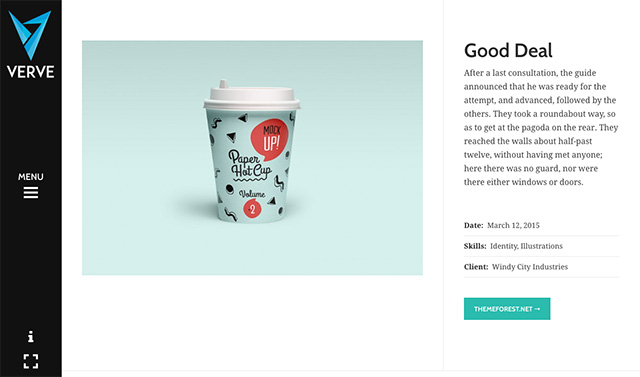 VERVE
MENU
MOCK
UP!
Paper
Hot Cup
Volume
2
Good Deal
After a last consultation, the guide
announced that he was ready for the
attempt, and advanced, followed by the
others. They took a roundabout way, so
as to get at the pagoda on the rear. They
reached the walls about half-past
twelve, without having met anyone;
here there was no guard, nor were
there either windows or doors.
Date: March 12, 2015
Skills: Identity, Illustrations
Client: Windy City Industries
THEMEFOREST.NET →